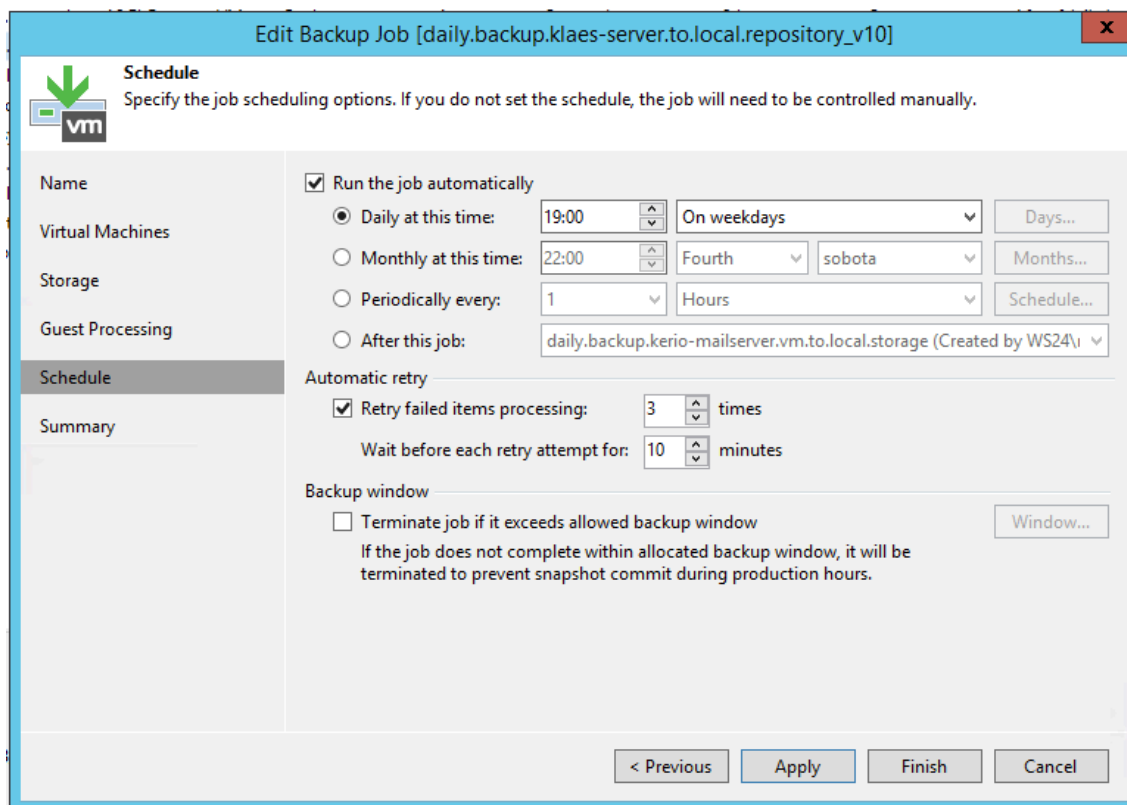 Edit Backup Job [daily.backup.klaes-server.to.local.repository_v10]
x
Schedule
Specify the job scheduling options. If you do not set the schedule, the job will need to be controlled manually.
vm
Name
Virtual Machines
Storage
Guest Processing
Schedule
Summary
Run the job automatically
Daily at this time: 19:00 On weekdays Days...
Monthly at this time: 22:00 Fourth sobota Months...
Periodically every: 1 Hours Schedule...
After this job: daily.backup.kerio-mailserver.vm.to.local.storage (Created by WS24\
Automatic retry
Retry failed items processing: 3 times
Wait before each retry attempt for: 10 minutes
Backup window
Terminate job if it exceeds allowed backup window Window...
If the job does not complete within allocated backup window, it will be
terminated to prevent snapshot commit during production hours.
< Previous Apply Finish Cancel